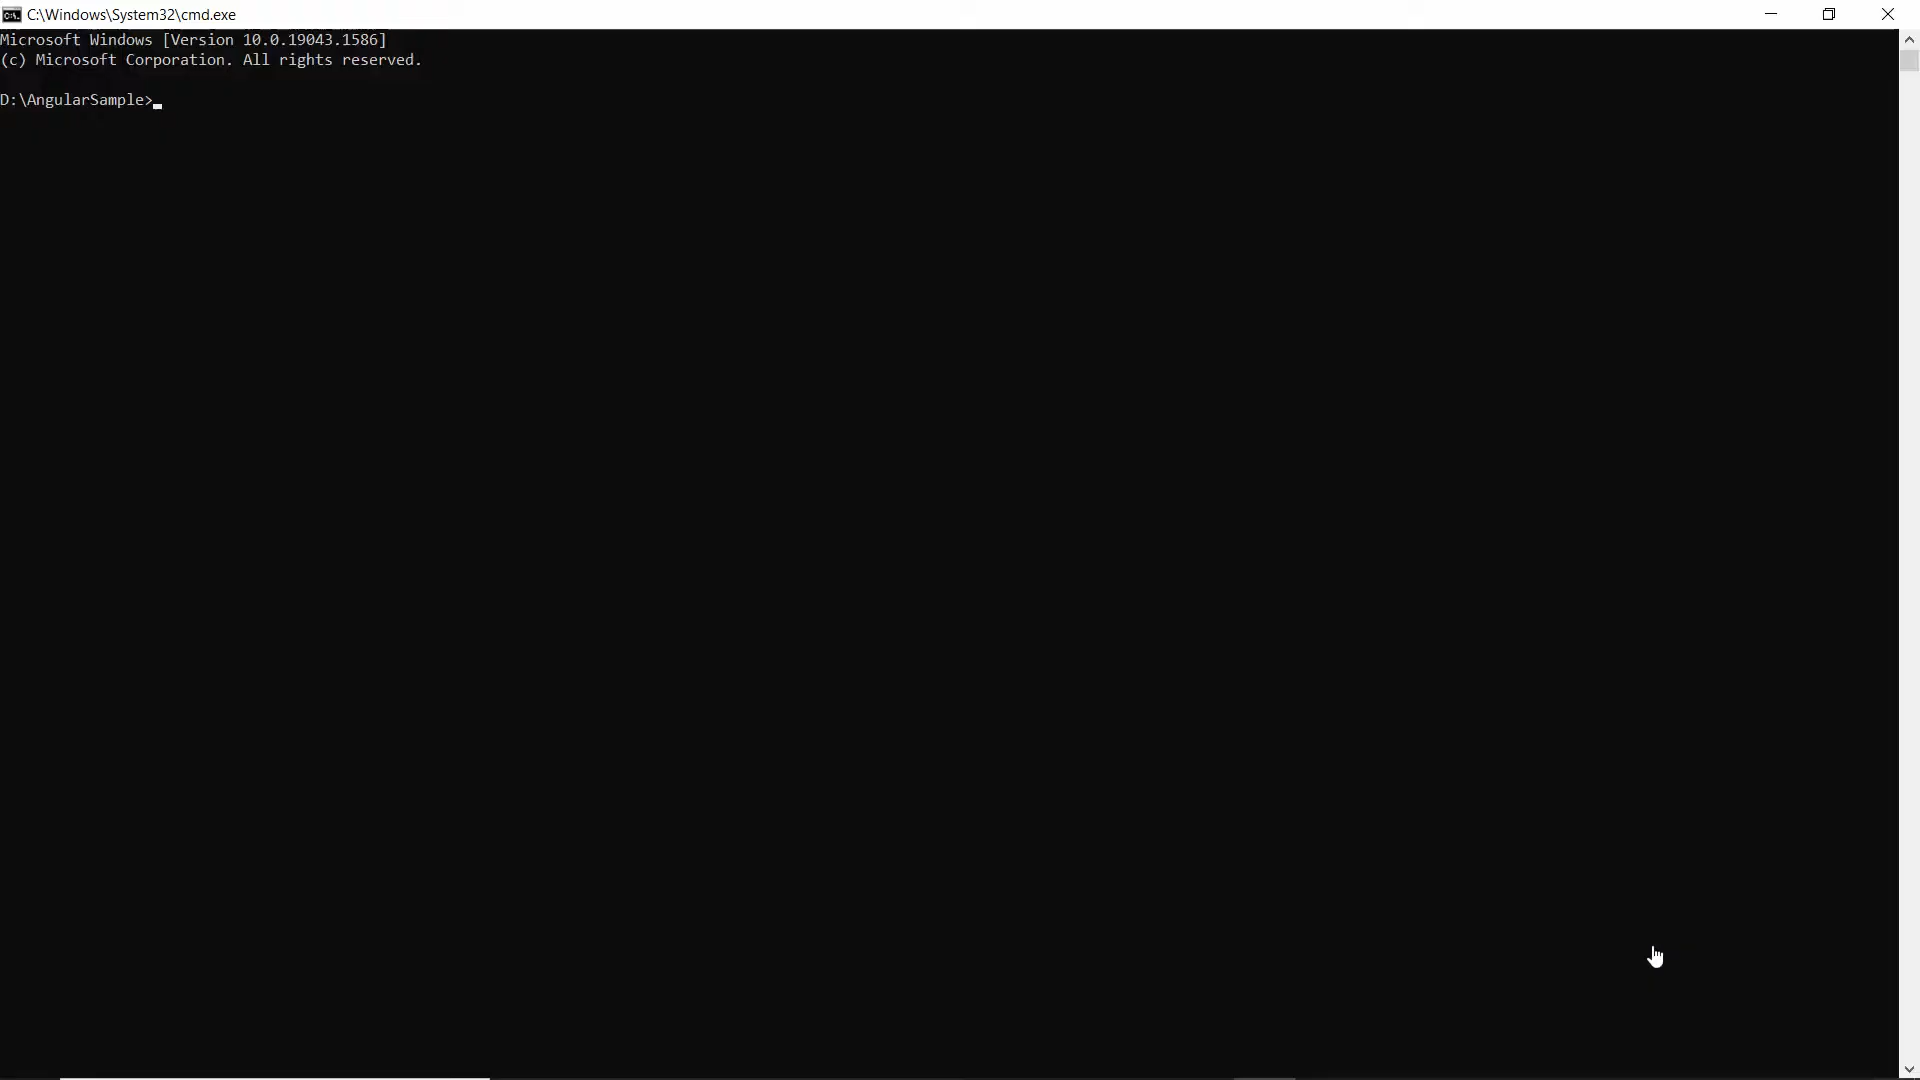 C:\Windows\System32\cmd.exe
Microsoft Windows [Version 10.0.19043.1586]
(c) Microsoft Corporation. All rights reserved.
D:\AngularSample>